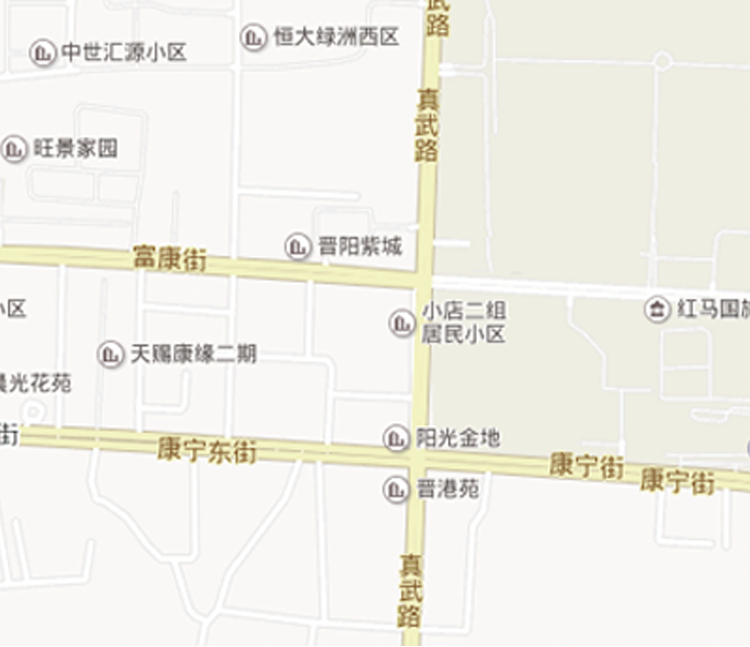 武路
恒大绿洲西区
中世汇源小区
真武路
旺景家园
晋阳紫城
富康街
小区
小店二组
居民小区
红马国旅
天赐康缘二期
晨光花苑
街
康宁东街
阳光金地
康宁街
康宁街
晋港苑
真武路